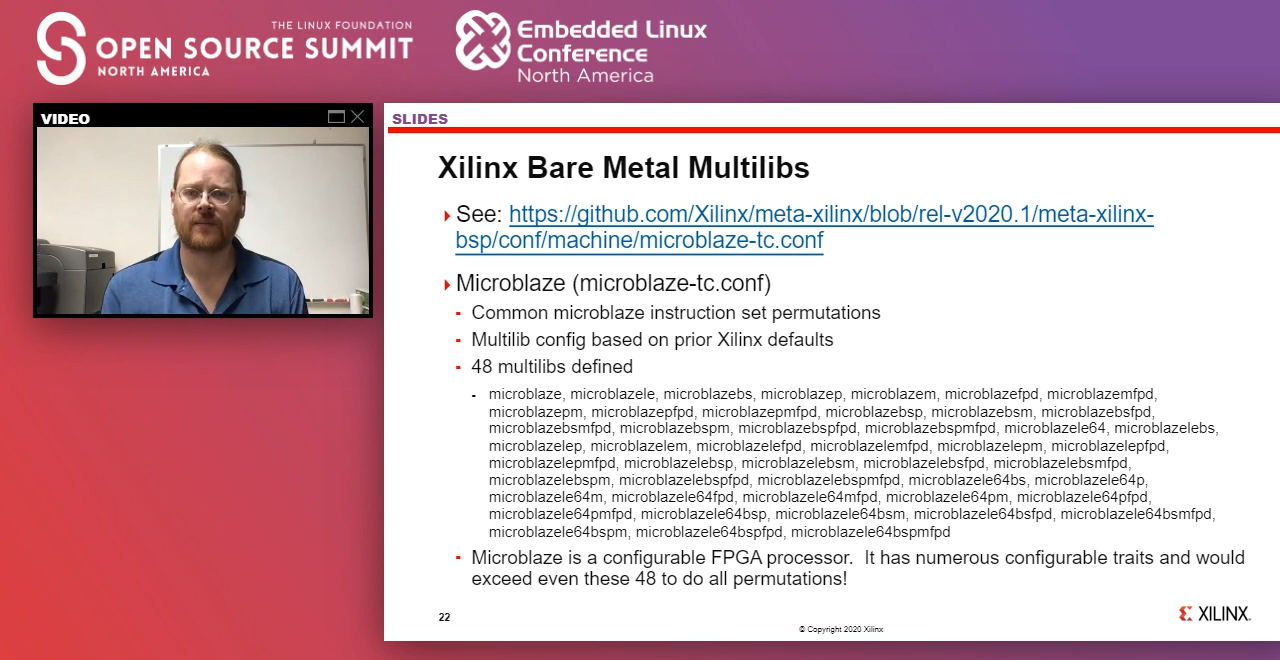 THE LINUX FOUNDATION
OPEN SOURCE SUMMIT
NORTH AMERICA
Embedded Linux
Conference
North America
VIDEO
SLIDES
Xilinx Bare Metal Multilibs
See: https://github.com/Xilinx/meta-xilinx/blob/rel-v2020.1/meta-xilinx-
bsp/conf/machine/microblaze-tc.conf
Microblaze (microblaze-tc.conf)
- Common microblaze instruction set permutations
- Multilib config based on prior Xilinx defaults
- 48 multilibs defined
- microblaze, microblazele, microblazebs, microblazep, microblazem, microblazefpd, microblazemfpd,
microblazepm, microblazepfpd, microblazepmfpd, microblazebsp, microblazebsm, microblazebsfpd,
microblazebsmfpd, microblazebspm, microblazebspfpd, microblazebspmfpd, microblazele64, microblazelebs,
microblazelep, microblazelem, microblazelefpd, microblazelemfpd, microblazelepm, microblazelepfpd,
microblazelepmfpd, microblazelebsp, microblazelebsm, microblazelebsfpd, microblazelebsmfpd,
microblazelebspm, microblazelebspfpd, microblazelebspmfpd, microblazele64bs, microblazele64p,
microblazele64m, microblazele64fpd, microblazele64mfpd, microblazele64pm, microblazele64pfpd,
microblazele64pmfpd, microblazele64bsp, microblazele64bsm, microblazele64bsfpd, microblazele64bsmfpd,
microblazele64bspm, microblazele64bspfpd, microblazele64bspmfpd
- Microblaze is a configurable FPGA processor.  It has numerous configurable traits and would
exceed even these 48 to do all permutations!
22
© Copyright 2020 Xilinx
XILINX.